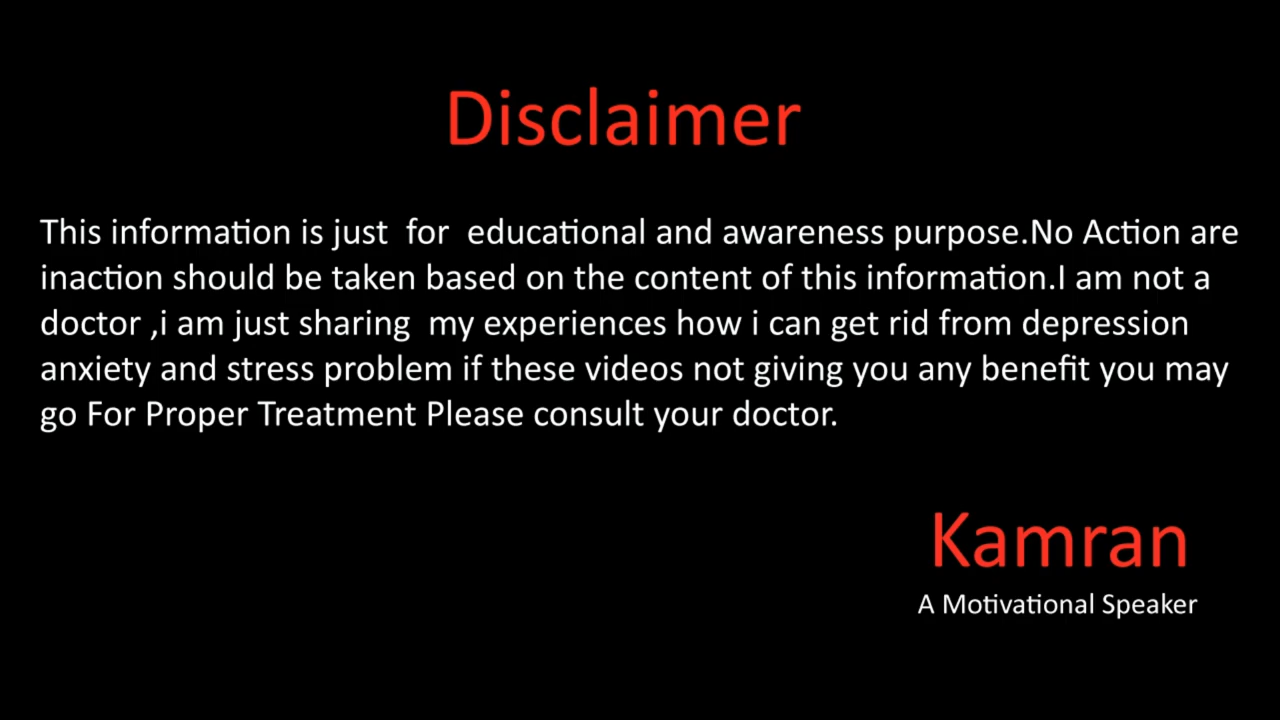 Disclaimer
This information is just  for  educational and awareness purpose.No Action are
inaction should be taken based on the content of this information.I am not a
doctor ,i am just sharing  my experiences how i can get rid from depression
anxiety and stress problem if these videos not giving you any benefit you may
go For Proper Treatment Please consult your doctor.
Kamran
A Motivational Speaker